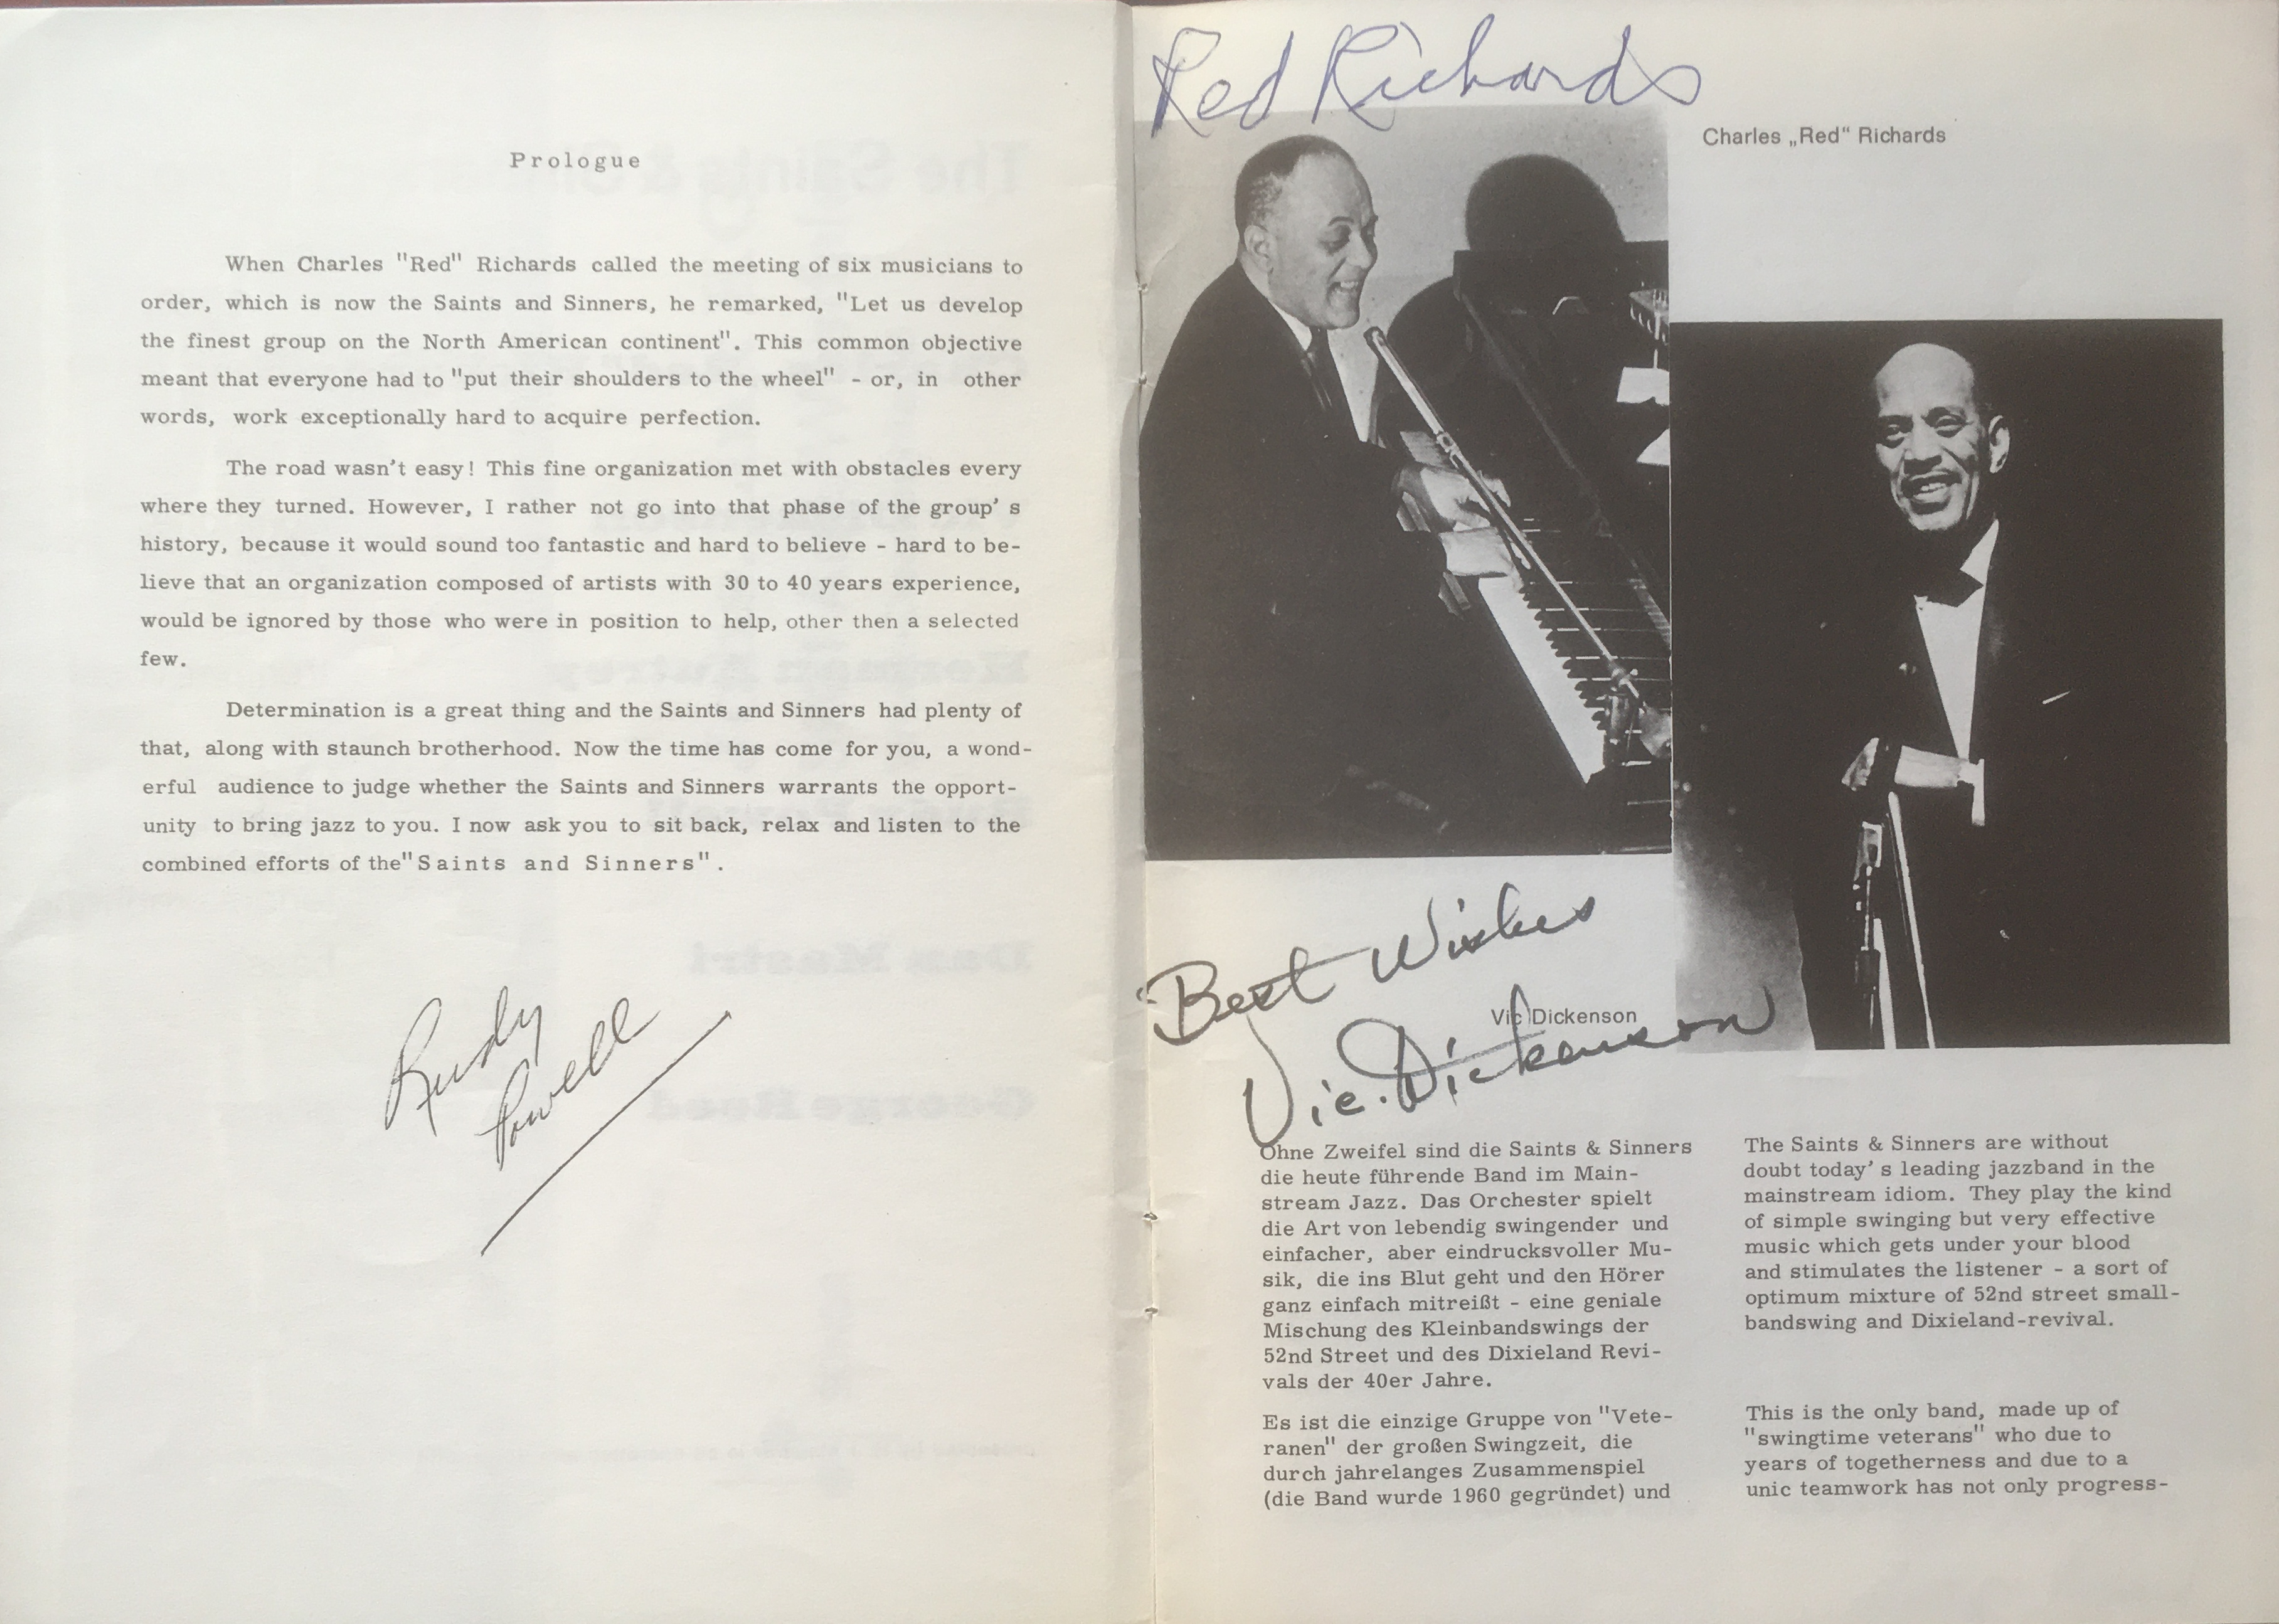 Prologue
When Charles "Red" Richards called the meeting of six musicians to
order, which is now the Saints and Sinners, he remarked, "Let us develop
the finest group on the North American continent". This common objective
meant that everyone had to "put their shoulders to the wheel" - or, in other
words, work exceptionally hard to acquire perfection.
The road wasn't easy! This fine organization met with obstacles every
where they turned. However, I rather not go into that phase of the group's
history, because it would sound too fantastic and hard to believe - hard to be-
lieve that an organization composed of artists with 30 to 40 years experience,
would be ignored by those who were in position to help, other then a selected
few.
Determination is a great thing and the Saints and Sinners had plenty of
that, along with staunch brotherhood. Now the time has come for you, a wond-
erful audience to judge whether the Saints and Sinners warrants the opport-
unity to bring jazz to you. I now ask you to sit back, relax and listen to the
combined efforts of the "Saints and Sinners".
Rudy
Powell
Red Richards
Charles „Red“ Richards
Best Wishes
Vic Dickenson
Vic. Dickenson
Ohne Zweifel sind die Saints & Sinners
die heute führende Band im Main-
stream Jazz. Das Orchester spielt
die Art von lebendig swingender und
einfacher, aber eindrucksvoller Mu-
sik, die ins Blut geht und den Hörer
ganz einfach mitreißt - eine geniale
Mischung des Kleinbandswings der
52nd Street und des Dixieland Revi-
vals der 40er Jahre.
Es ist die einzige Gruppe von "Vete-
ranen" der großen Swingzeit, die
durch jahrelanges Zusammenspiel
(die Band wurde 1960 gegründet) und
The Saints & Sinners are without
doubt today's leading jazzband in the
mainstream idiom. They play the kind
of simple swinging but very effective
music which gets under your blood
and stimulates the listener - a sort of
optimum mixture of 52nd street small-
bandswing and Dixieland-revival.
This is the only band, made up of
"swingtime veterans" who due to
years of togetherness and due to a
unic teamwork has not only progress-